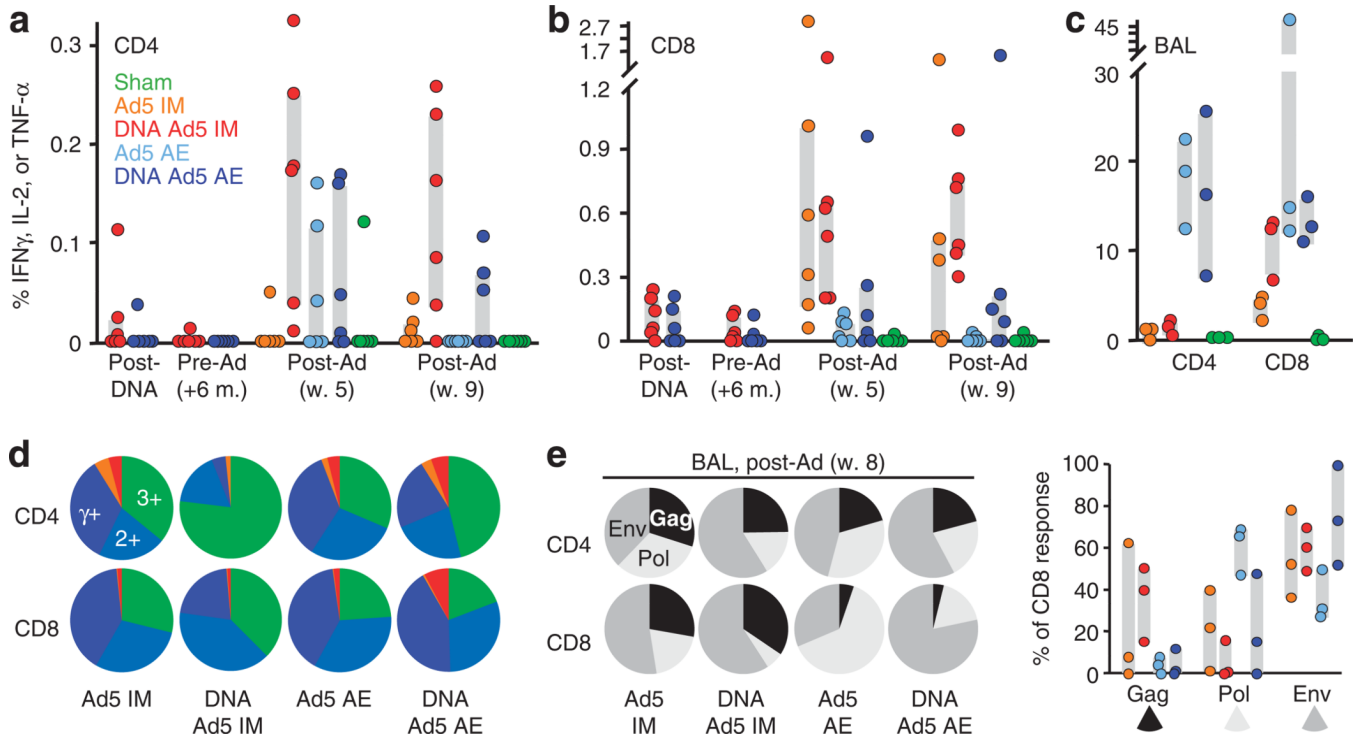 a
CD4
% IFNγ, IL-2, or TNF-α
0.3
0.2
0.1
0
Sham
Ad5 IM
DNA Ad5 IM
Ad5 AE
DNA Ad5 AE
Post-DNA
Pre-Ad (+6 m.)
Post-Ad (w. 5)
Post-Ad (w. 9)
b
CD8
2.7
1.7
1.2
0.9
0.6
0.3
0
Post-DNA
Pre-Ad (+6 m.)
Post-Ad (w. 5)
Post-Ad (w. 9)
c
BAL
45
30
20
10
0
CD4
CD8
d
CD4
3+
γ+
2+
CD8
Ad5 IM
DNA Ad5 IM
Ad5 AE
DNA Ad5 AE
e
BAL, post-Ad (w. 8)
CD4
Gag
Env
Pol
CD8
Ad5 IM
DNA Ad5 IM
Ad5 AE
DNA Ad5 AE
% of CD8 response
100
80
60
40
20
0
Gag
Pol
Env